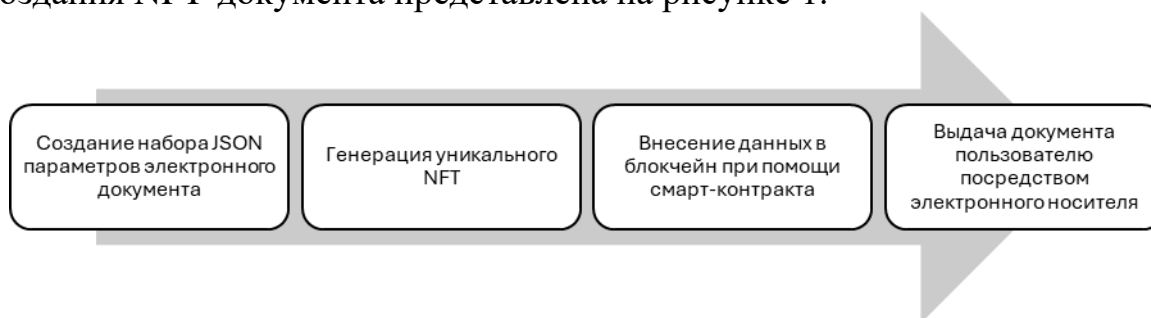 оздания NFT-документа представлена на рисунке 1.
Создание набора JSON
параметров электронного
документа
Генерация уникального
NFT
Внесение данных в
блокчейн при помощи
смарт-контракта
Выдача документа
пользователю
посредством
электронного носителя